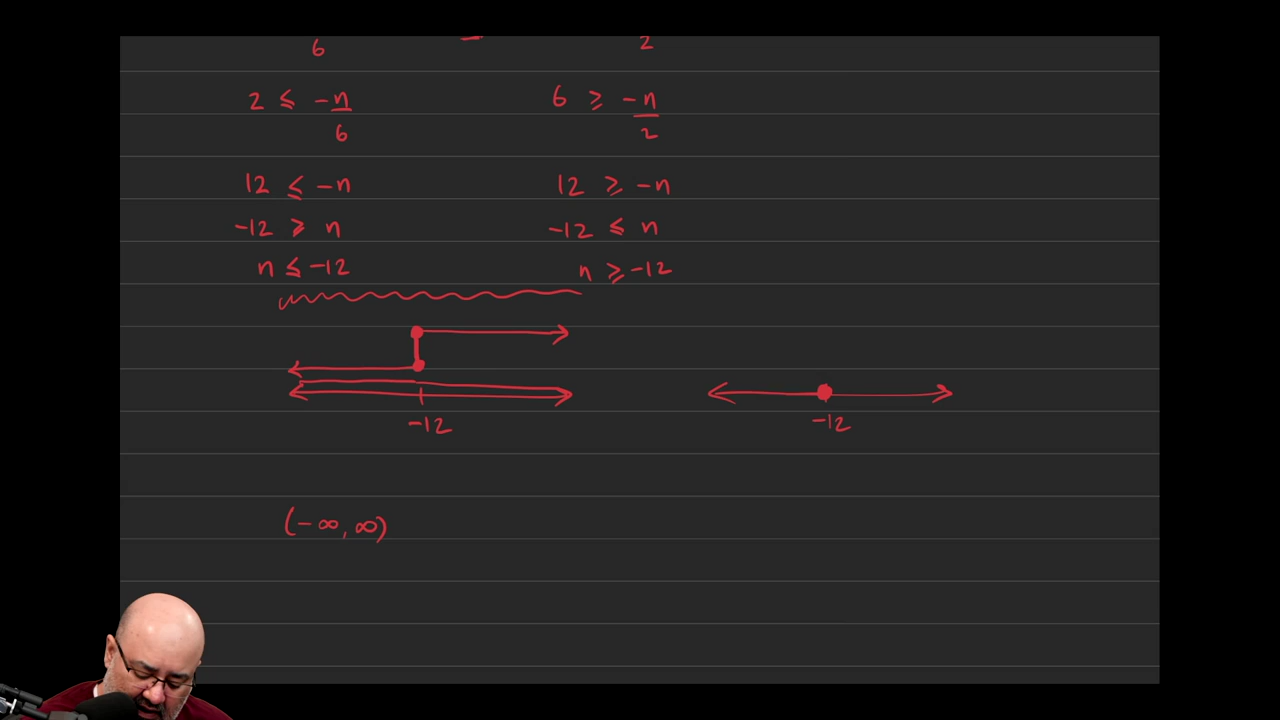 6 2
2 ≤ -n/6 6 ≥ -n/2
12 ≤ -n 12 ≥ -n
-12 ≥ n -12 ≤ n
n ≤ -12 n ≥ -12
-12 -12
(-∞, ∞)